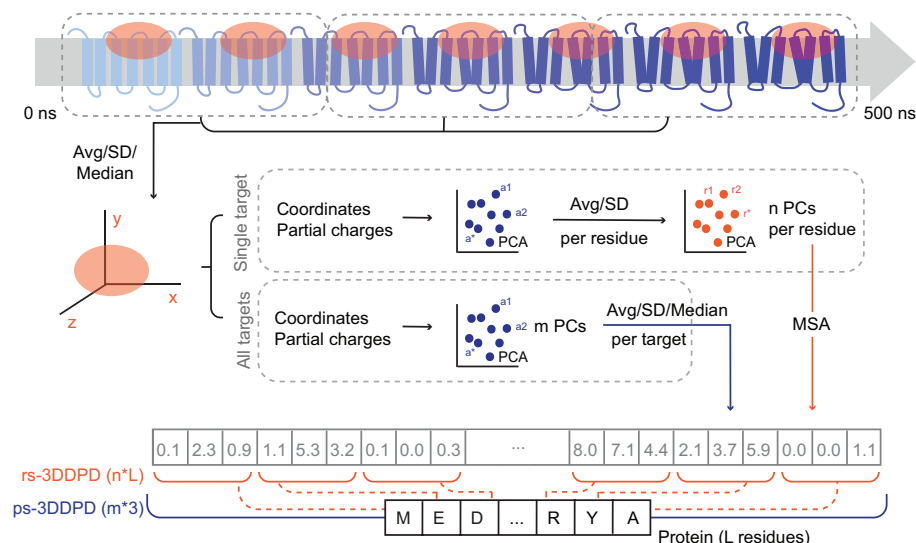 0 ns
500 ns
Avg/SD/
Median
y
x
z
Single target
Coordinates
Partial charges
a1
a2
a*
PCA
Avg/SD
per residue
r1
r2
r*
PCA
n PCs
per residue
All targets
Coordinates
Partial charges
a1
a2
a*
PCA
m PCs
Avg/SD/Median
per target
MSA
0.1 2.3 0.9 1.1 5.3 3.2 0.1 0.0 0.3 ... 8.0 7.1 4.4 2.1 3.7 5.9 0.0 0.0 1.1
rs-3DDPD (n*L)
ps-3DDPD (m*3)
M E D ... R Y A
Protein (L residues)